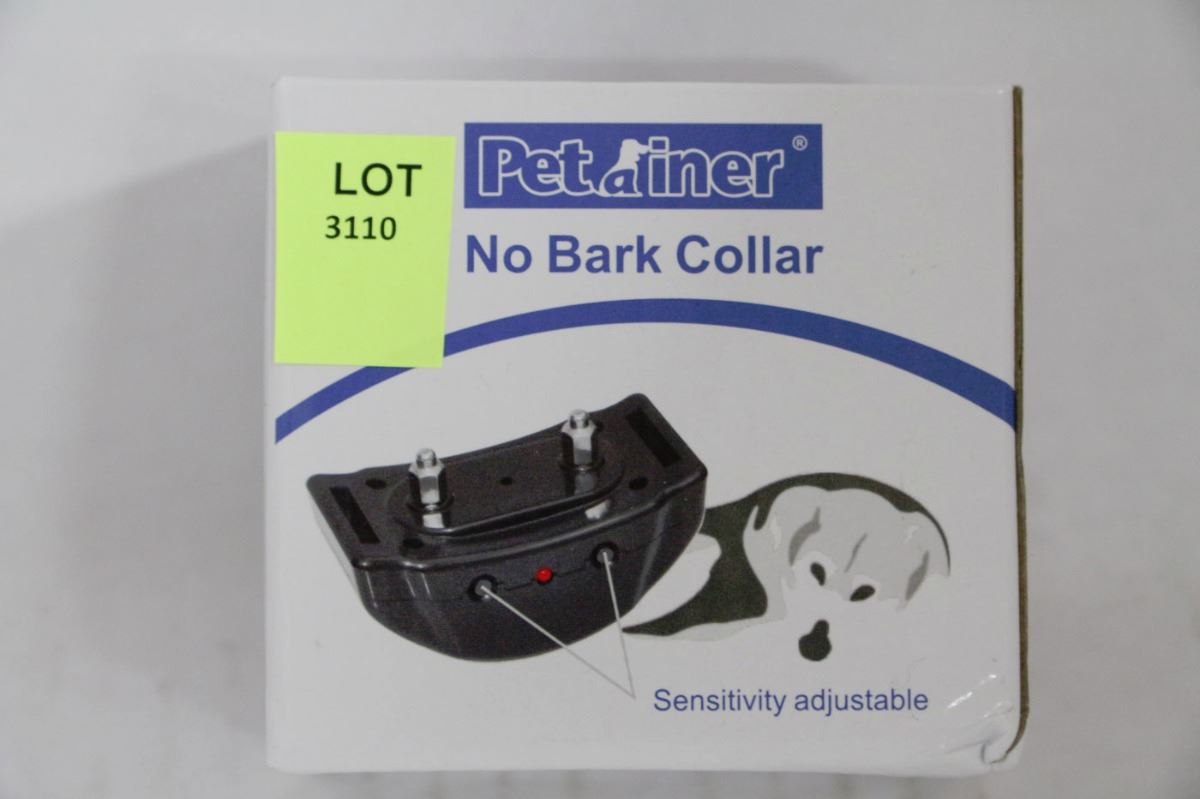 LOT
3110
Petainer®
No Bark Collar
Sensitivity adjustable